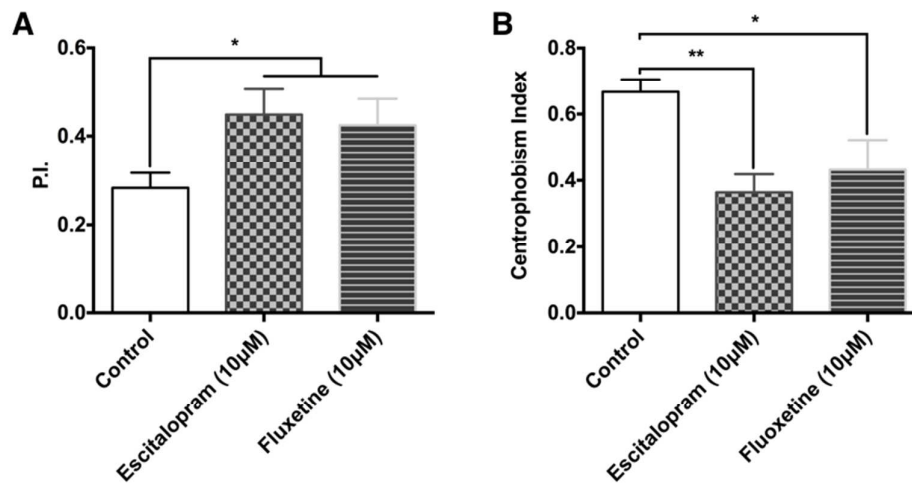 A
*
0.6
0.4
0.2
0.0
P.I.
Control
Escitalopram (10μM)
Fluxetine (10μM)
B
*
**
0.8
0.6
0.4
0.2
0.0
Centrophobism Index
Control
Escitalopram (10μM)
Fluoxetine (10μM)